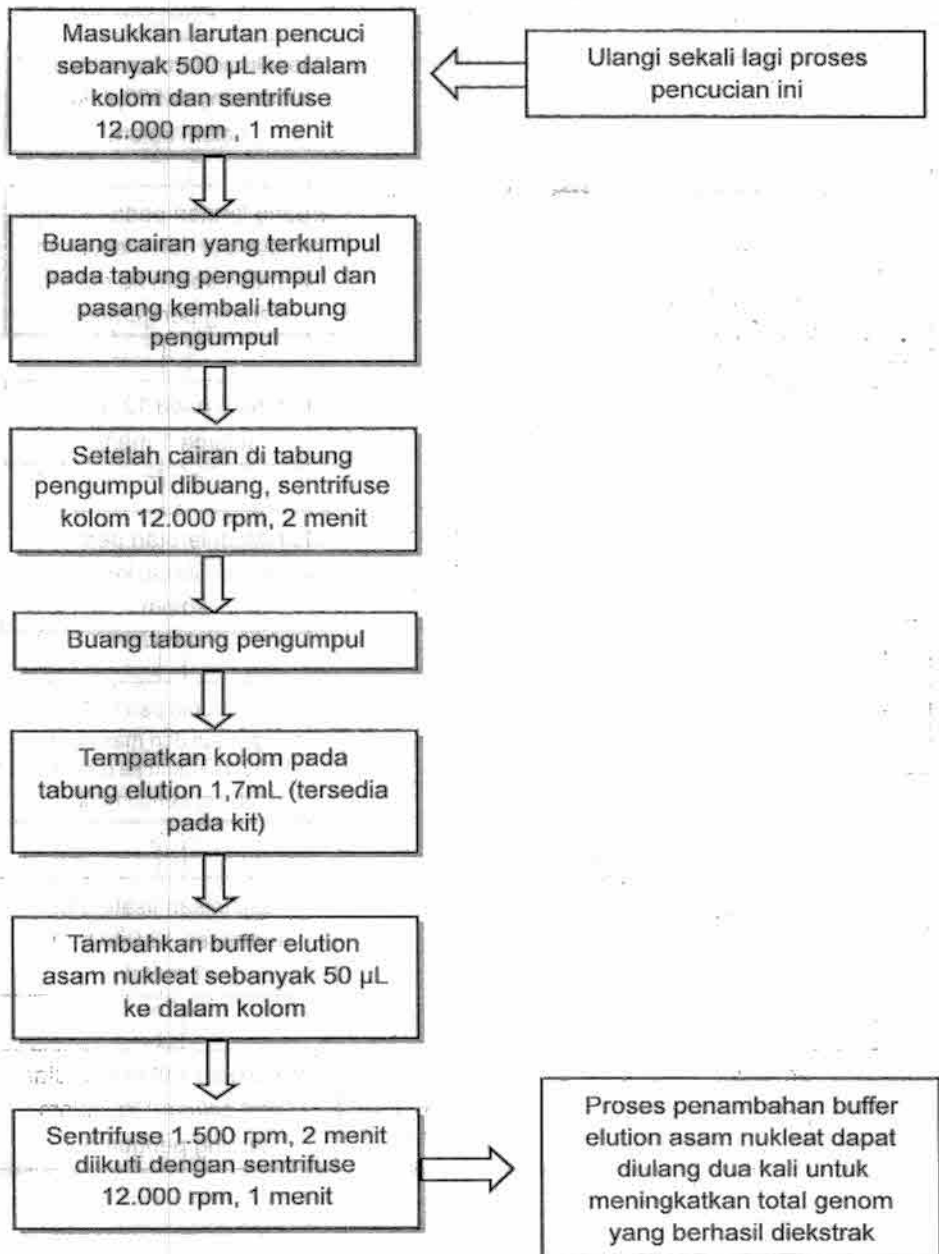 Masukkan larutan pencuci
sebanyak 500 µL ke dalam
kolom dan sentrifuse
12.000 rpm , 1 menit
Ulangi sekali lagi proses
pencucian ini
Buang cairan yang terkumpul
pada tabung pengumpul dan
pasang kembali tabung
pengumpul
Setelah cairan di tabung
pengumpul dibuang, sentrifuse
kolom 12.000 rpm, 2 menit
Buang tabung pengumpul
Tempatkan kolom pada
tabung elution 1,7mL (tersedia
pada kit)
Tambahkan buffer elution
asam nukleat sebanyak 50 µL
ke dalam kolom
Sentrifuse 1.500 rpm, 2 menit
diikuti dengan sentrifuse
12.000 rpm, 1 menit
Proses penambahan buffer
elution asam nukleat dapat
diulang dua kali untuk
meningkatkan total genom
yang berhasil diekstrak